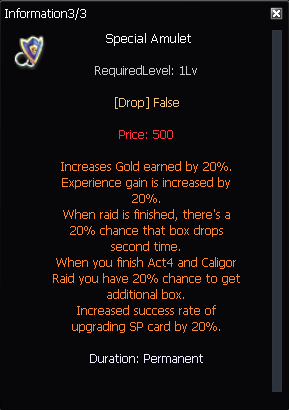 Information3/3
Special Amulet
RequiredLevel: 1Lv
[Drop] False
Price: 500
Increases Gold earned by 20%.
Experience gain is increased by
20%.
When raid is finished, there's a
20% chance that box drops
second time.
When you finish Act4 and Caligor
Raid you have 20% chance to get
additional box.
Increased success rate of
upgrading SP card by 20%.
Duration: Permanent